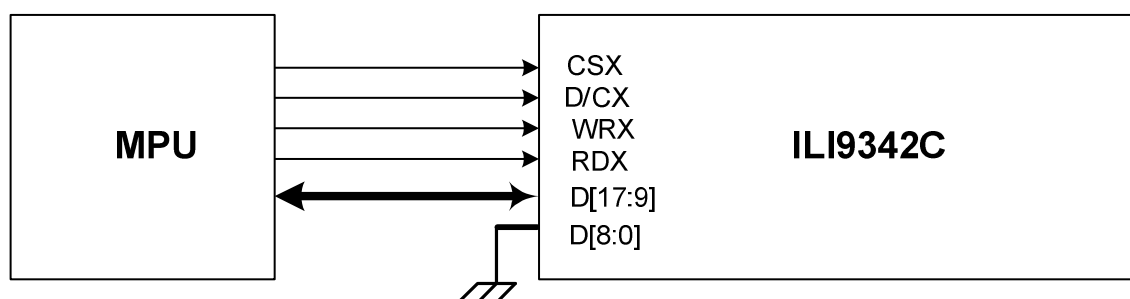 MPU
CSX
D/CX
WRX
RDX
D[17:9]
D[8:0]
ILI9342C